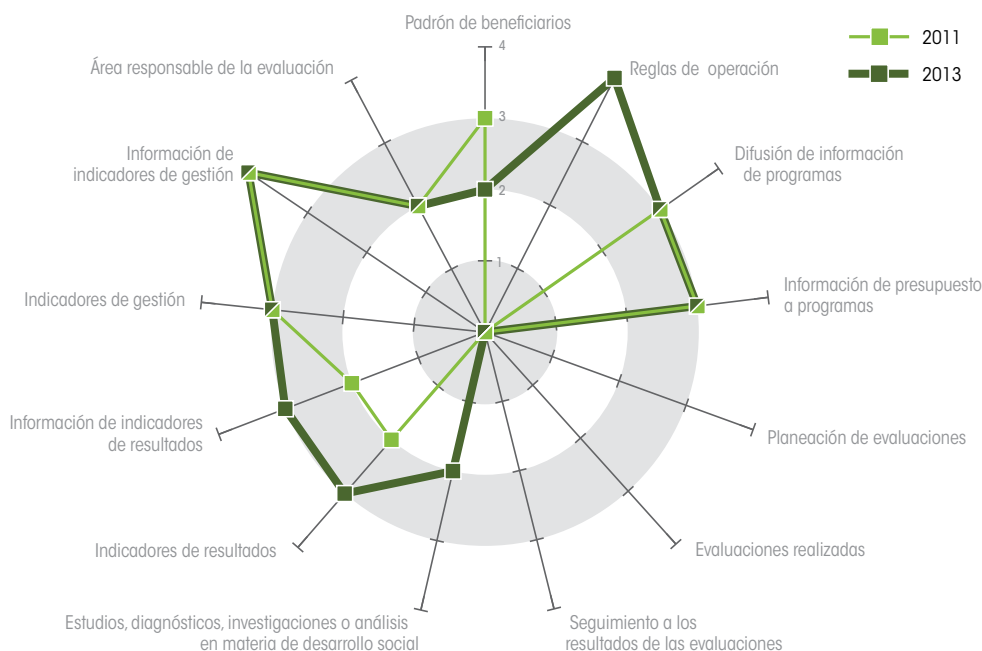 Padrón de beneficiarios
4
2011
2013
Área responsable de la evaluación
Reglas de operación
3
Información de
indicadores de gestión
Difusión de información
de programas
2
1
Indicadores de gestión
Información de presupuesto
a programas
Información de indicadores
de resultados
Planeación de evaluaciones
Indicadores de resultados
Evaluaciones realizadas
Estudios, diagnósticos, investigaciones o análisis
en materia de desarrollo social
Seguimiento a los
resultados de las evaluaciones